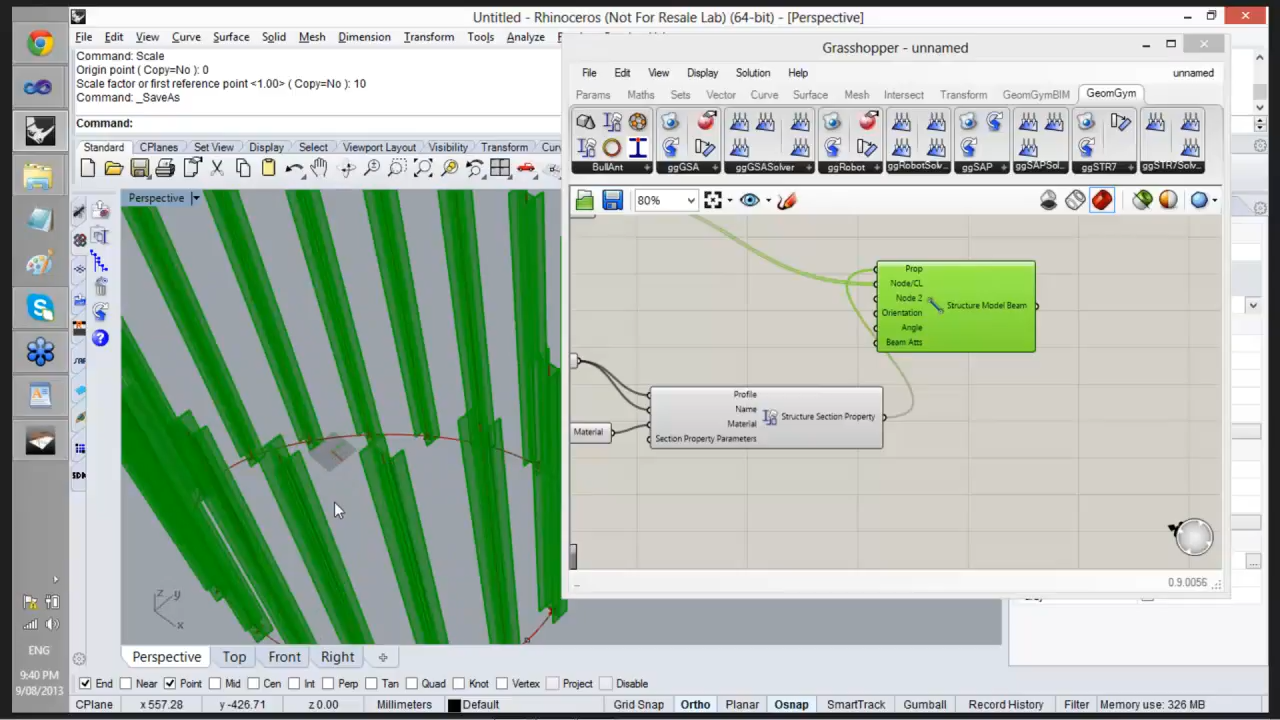 Untitled - Rhinoceros (Not For Resale Lab) (64-bit) - [Perspective]
File Edit View Curve Surface Solid Mesh Dimension Transform Tools Analyze
Command: Scale
Origin point ( Copy=No ): 0
Scale factor or first reference point <1.00> ( Copy=No ): 10
Command: _SaveAs
Command:
Standard CPlanes Set View Display Select Viewport Layout Visibility Transform
Perspective
Grasshopper - unnamed
File Edit View Display Solution Help unnamed
Params Maths Sets Vector Curve Surface Mesh Intersect Transform GeomGymBIM GeomGym
BullAnt ggGSA ggGSASolver ggRobot ggRobotSolv... ggSAP ggSAPSol... ggSTR7 ggSTR7Solv...
80%
Prop
Node/CL
Node 2
Orientation
Angle
Beam Atts
Structure Model Beam
Profile
Name
Material
Section Property Parameters
Structure Section Property
Material
0.9.0056
z
y
x
Perspective Top Front Right
End Near Point Mid Cen Int Perp Tan Quad Knot Vertex Project Disable
CPlane x 557.28 y -426.71 z 0.00 Millimeters Default Grid Snap Ortho Planar Osnap SmartTrack Gumball Record History Filter Memory use: 326 MB
ENG
9:40 PM
9/08/2013